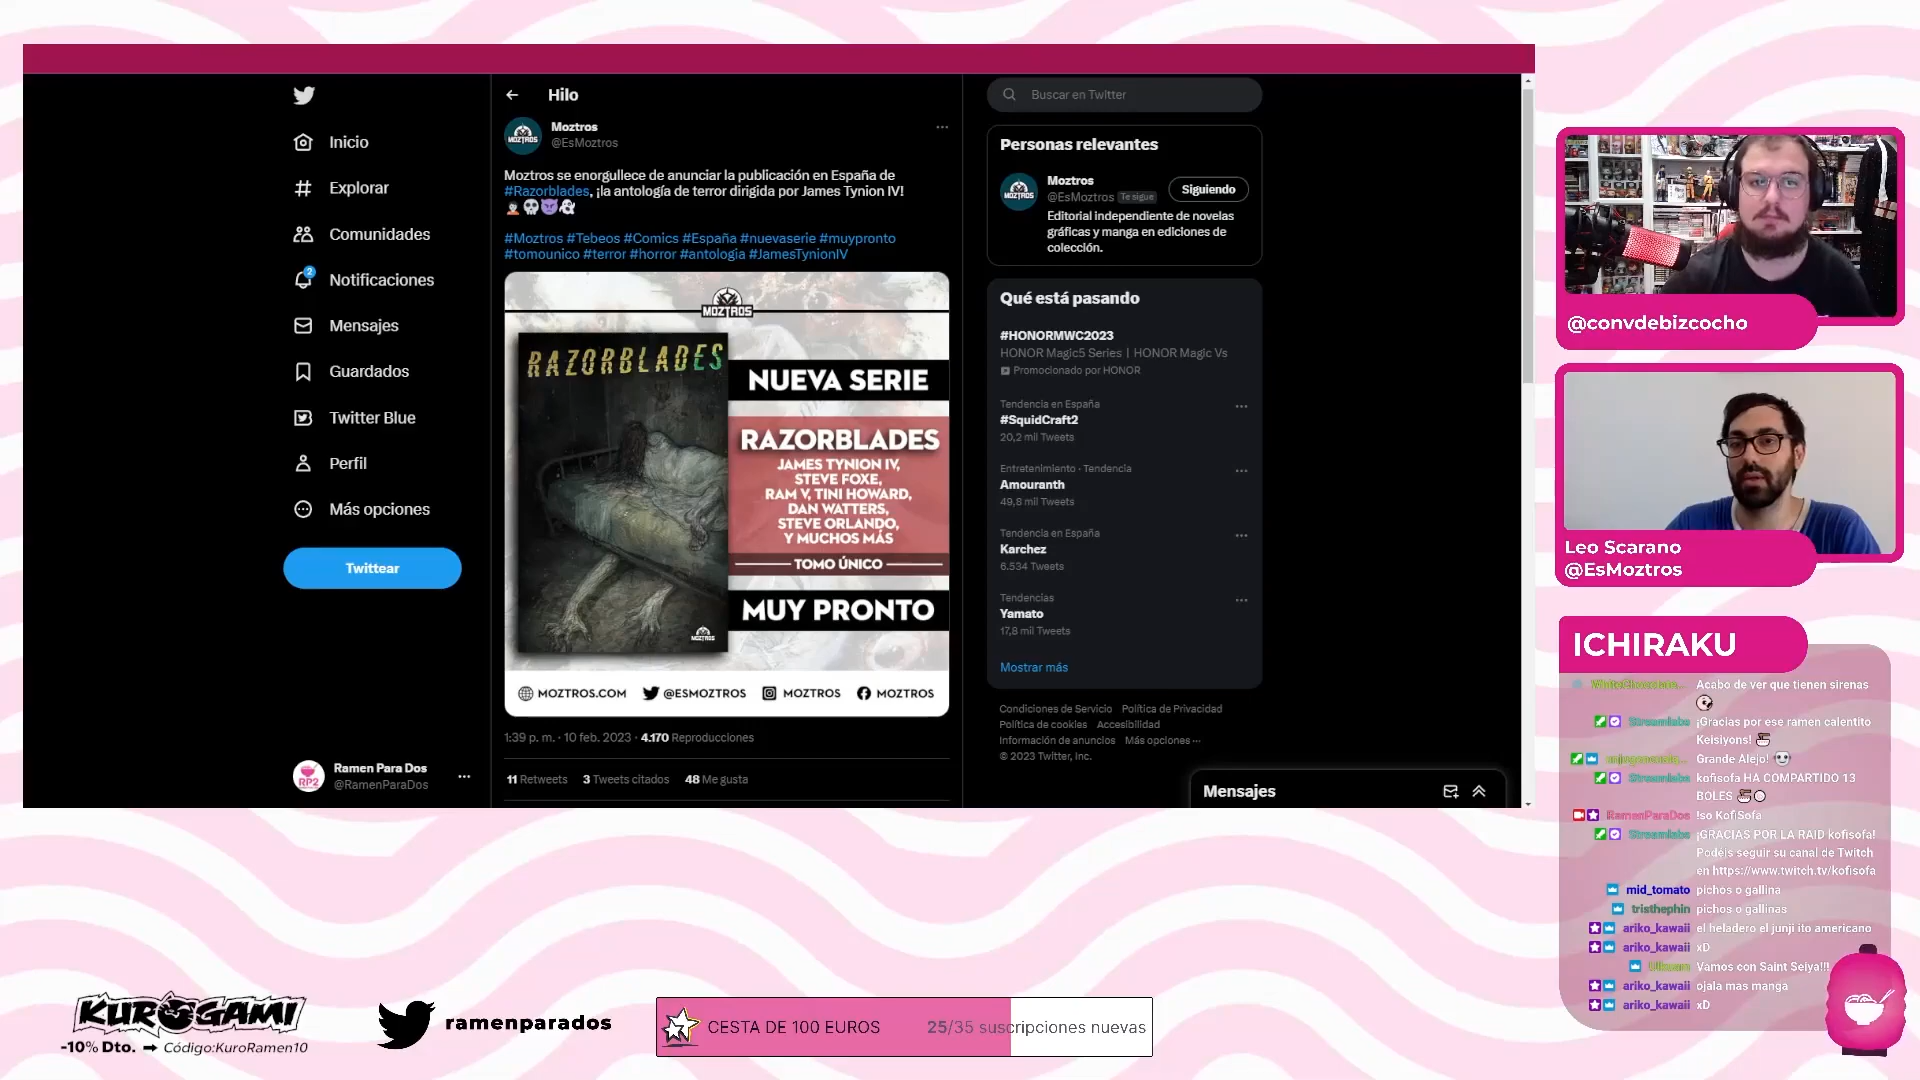 Inicio
Explorar
Comunidades
Notificaciones
2
Mensajes
Guardados
Twitter Blue
Perfil
Más opciones
Twittear
Ramen Para Dos
@RamenParaDos
RP2
Hilo
Moztros
@EsMoztros
Moztros se enorgullece de anunciar la publicación en España de
#Razorblades, ¡la antología de terror dirigida por James Tynion IV!
#Moztros #Tebeos #Comics #España #nuevaserie #muypronto
#tomounico #terror #horror #antologia #JamesTynionIV
MOZTROS
RAZORBLADES
NUEVA SERIE
RAZORBLADES
JAMES TYNION IV,
STEVE FOXE,
RAM V, TINI HOWARD,
DAN WATTERS,
STEVE ORLANDO,
Y MUCHOS MÁS
TOMO ÚNICO
MUY PRONTO
MOZTROS
MOZTROS.COM @ESMOZTROS MOZTROS MOZTROS
1:39 p. m. · 10 feb. 2023 · 4.170 Reproducciones
11 Retweets 3 Tweets citados 48 Me gusta
Buscar en Twitter
Personas relevantes
Moztros
@EsMoztros Te sigue
Siguiendo
Editorial independiente de novelas
gráficas y manga en ediciones de
colección.
Qué está pasando
#HONORMWC2023
HONOR Magic5 Series | HONOR Magic Vs
Promocionado por HONOR
Tendencia en España
#SquidCraft2
20,2 mil Tweets
Entretenimiento · Tendencia
Amouranth
49,8 mil Tweets
Tendencia en España
Karchez
6.534 Tweets
Tendencias
Yamato
17,8 mil Tweets
Mostrar más
Condiciones de Servicio Política de Privacidad
Política de cookies Accesibilidad
Información de anuncios Más opciones ···
© 2023 Twitter, Inc.
Mensajes
@convdebizcocho
Leo Scarano
@EsMoztros
ICHIRAKU
Acabo de ver que tienen sirenas
Streamlabs ¡Gracias por ese ramen calentito
Keisiyons!
Grande Alejo!
Streamlabs kofisofa HA COMPARTIDO 13
BOLES
RamenParaDos !so KofiSofa
Streamlabs ¡GRACIAS POR LA RAID kofisofa!
Podéis seguir su canal de Twitch
en https://www.twitch.tv/kofisofa
mid_tomato pichos o gallina
tristhephin pichos o gallinas
ariko_kawaii el heladero el junji ito americano
ariko_kawaii xD
Vamos con Saint Seiya!!!
ariko_kawaii ojala mas manga
ariko_kawaii xD
KUROGAMI
-10% Dto. Código:KuroRamen10
ramenparados
CESTA DE 100 EUROS 25/35 suscripciones nuevas